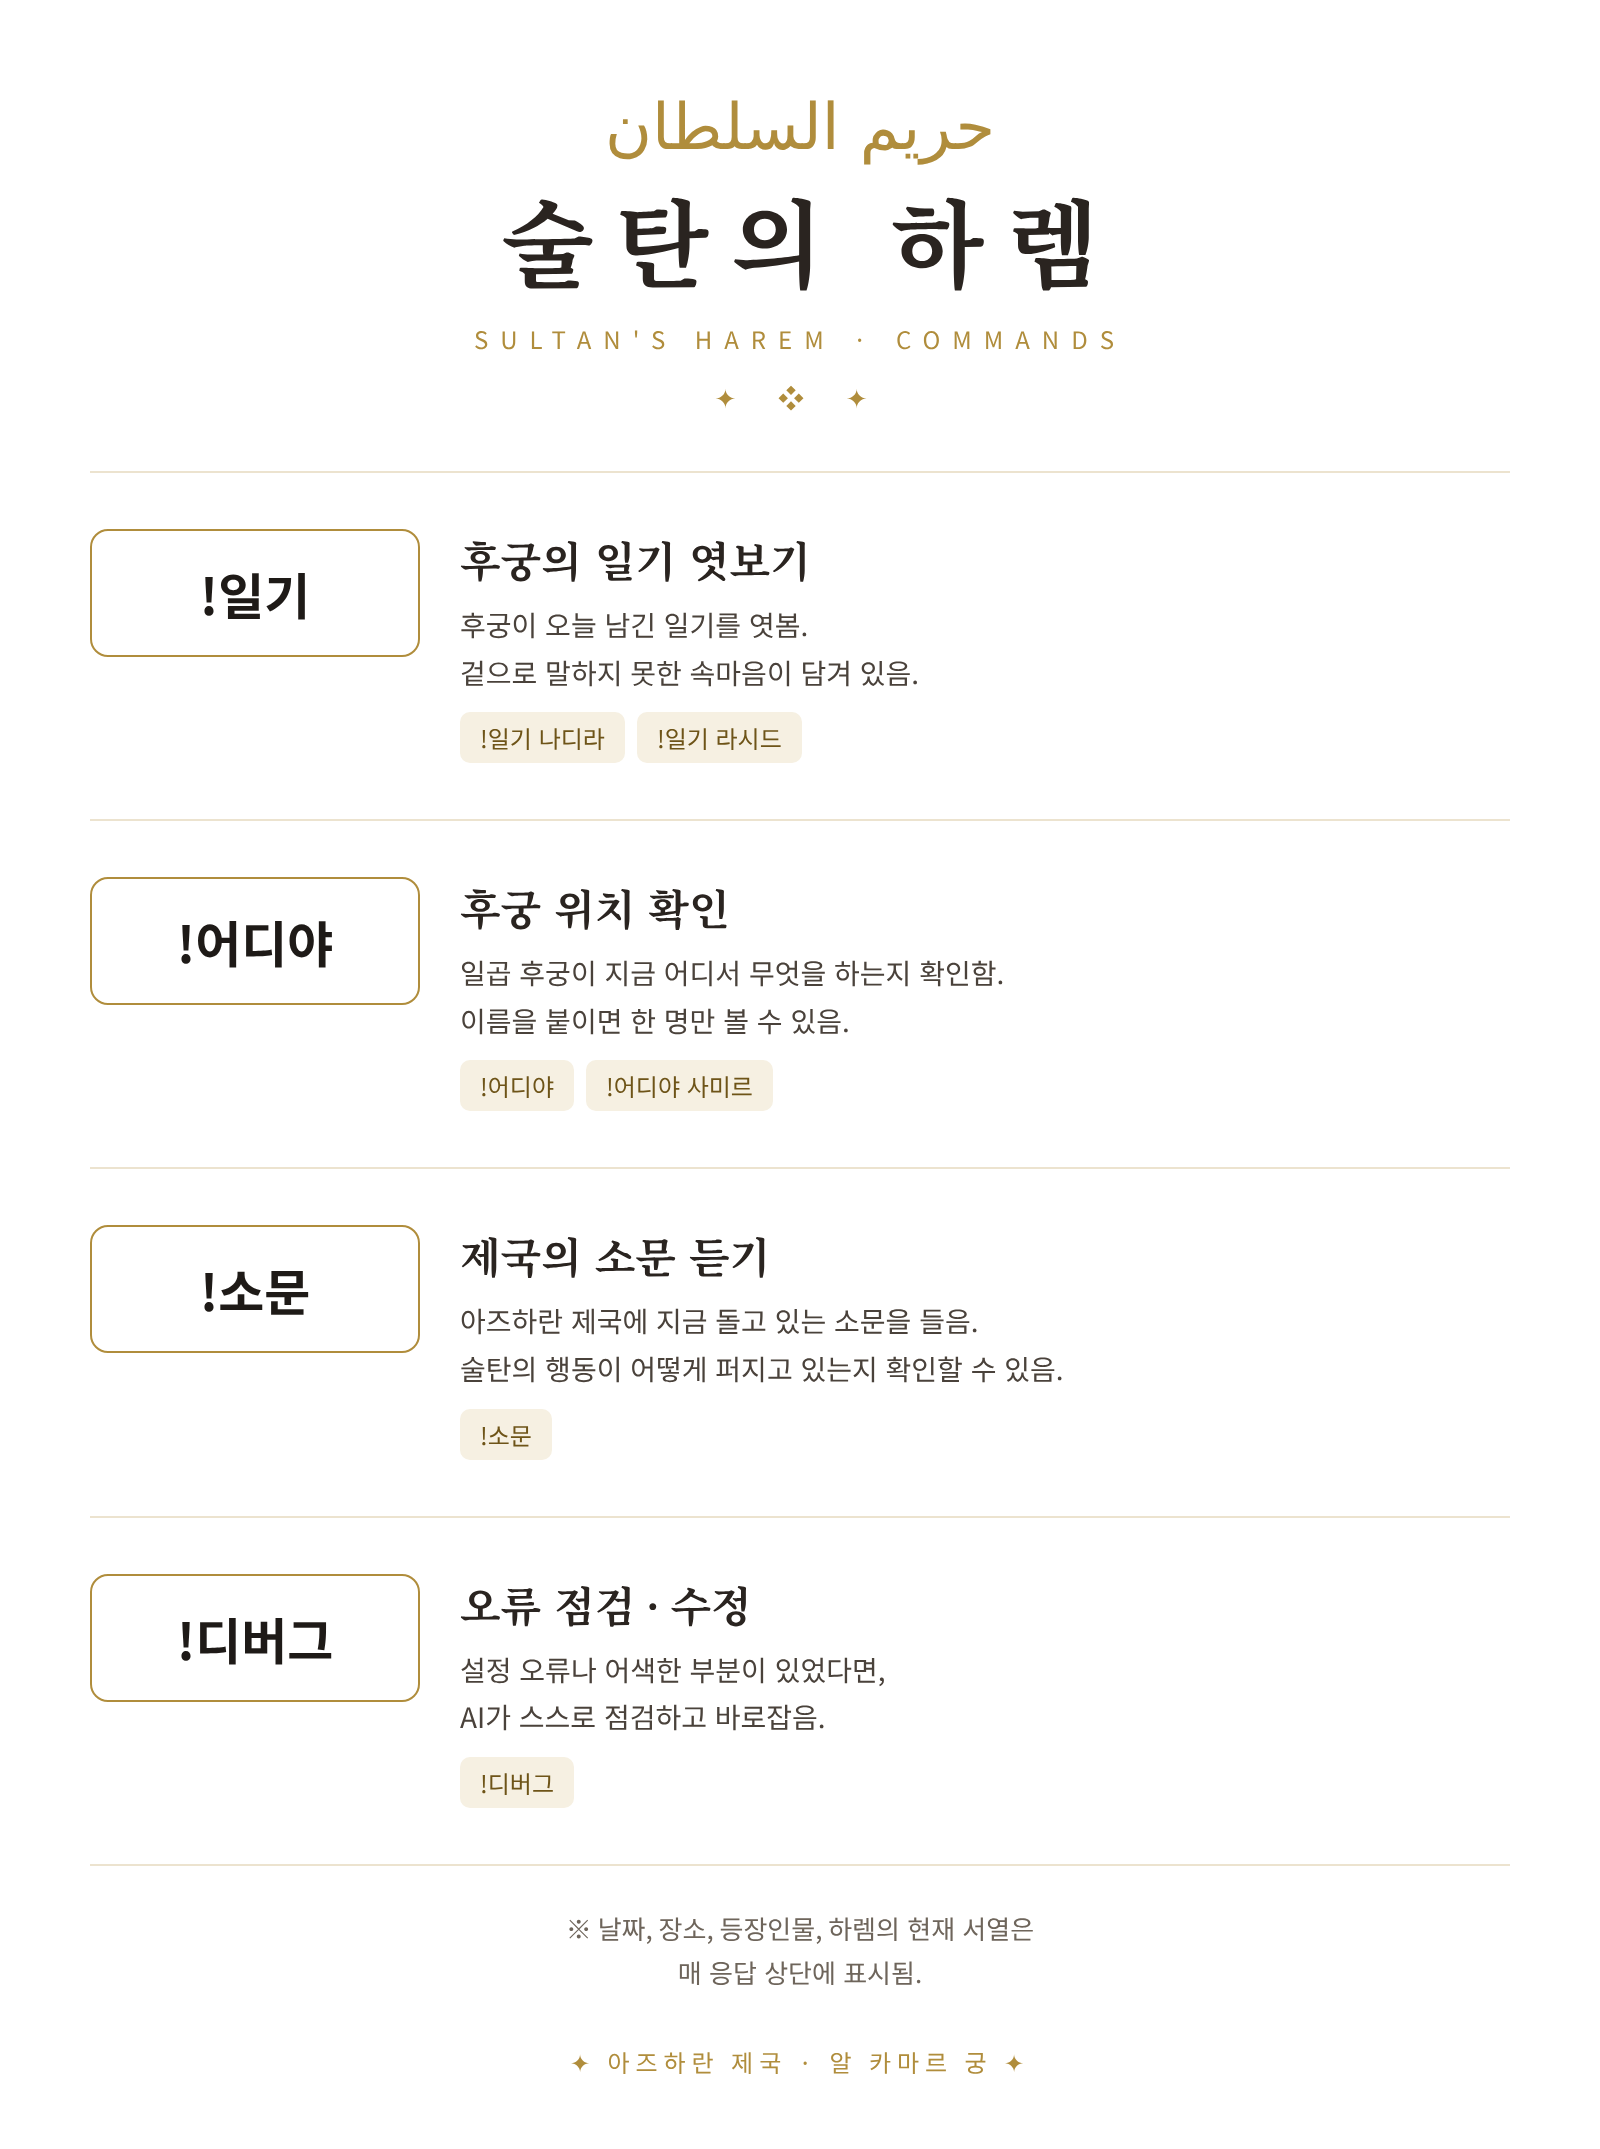 حريم السلطان
술탄의 하렘
SULTAN'S HAREM · COMMANDS
✦ ❖ ✦
!일기
후궁의 일기 엿보기
후궁이 오늘 남긴 일기를 엿봄.
겉으로 말하지 못한 속마음이 담겨 있음.
!일기 나디라 !일기 라시드
!어디야
후궁 위치 확인
일곱 후궁이 지금 어디서 무엇을 하는지 확인함.
이름을 붙이면 한 명만 볼 수 있음.
!어디야 !어디야 사미르
!소문
제국의 소문 듣기
아즈하란 제국에 지금 돌고 있는 소문을 들음.
술탄의 행동이 어떻게 퍼지고 있는지 확인할 수 있음.
!소문
!디버그
오류 점검 · 수정
설정 오류나 어색한 부분이 있었다면,
AI가 스스로 점검하고 바로잡음.
!디버그
※ 날짜, 장소, 등장인물, 하렘의 현재 서열은
매 응답 상단에 표시됨.
✦ 아즈하란 제국 · 알 카마르 궁 ✦